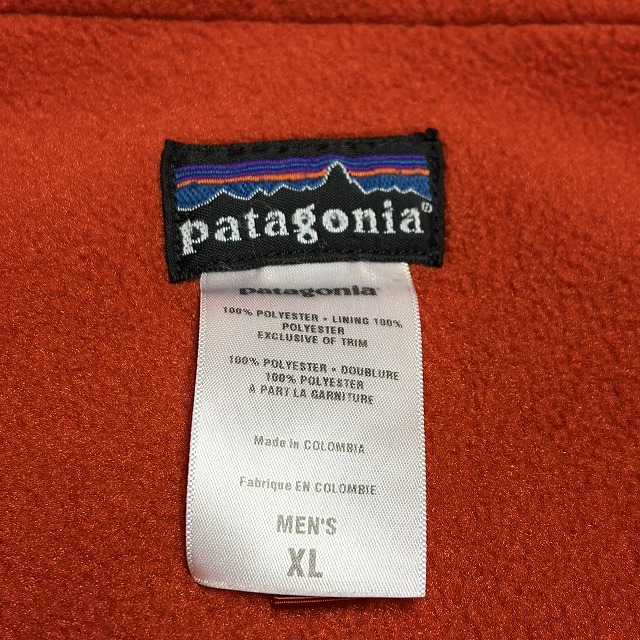 patagonia®
patagonia
100% POLYESTER • LINING 100%
POLYESTER
EXCLUSIVE OF TRIM
100% POLYESTER • DOUBLURE
100% POLYESTER
À PART LA GARNITURE
Made in COLOMBIA
Fabrique EN COLOMBIE
MEN'S
XL